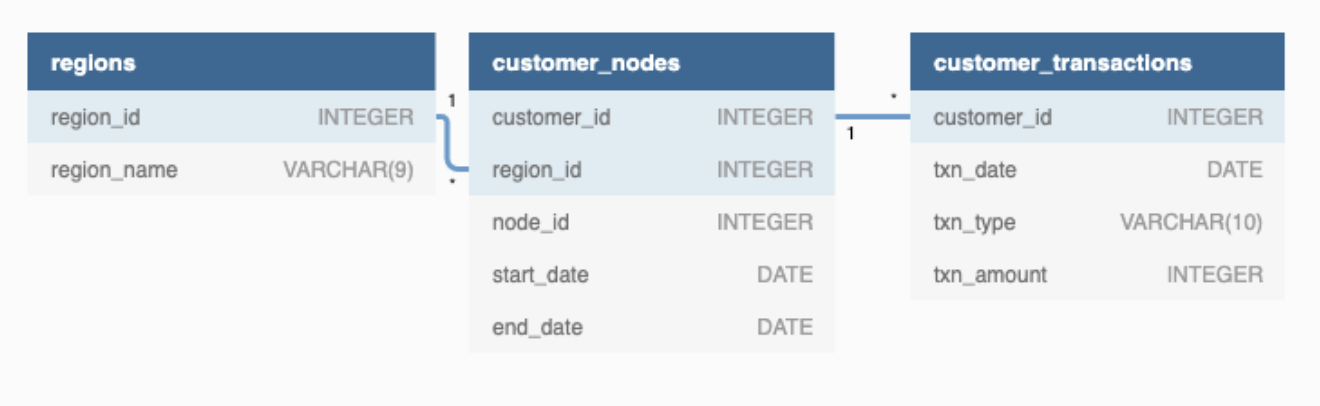 regions
region_id INTEGER
region_name VARCHAR(9)
1
*
customer_nodes
customer_id INTEGER
region_id INTEGER
node_id INTEGER
start_date DATE
end_date DATE
1
*
customer_transactions
customer_id INTEGER
txn_date DATE
txn_type VARCHAR(10)
txn_amount INTEGER